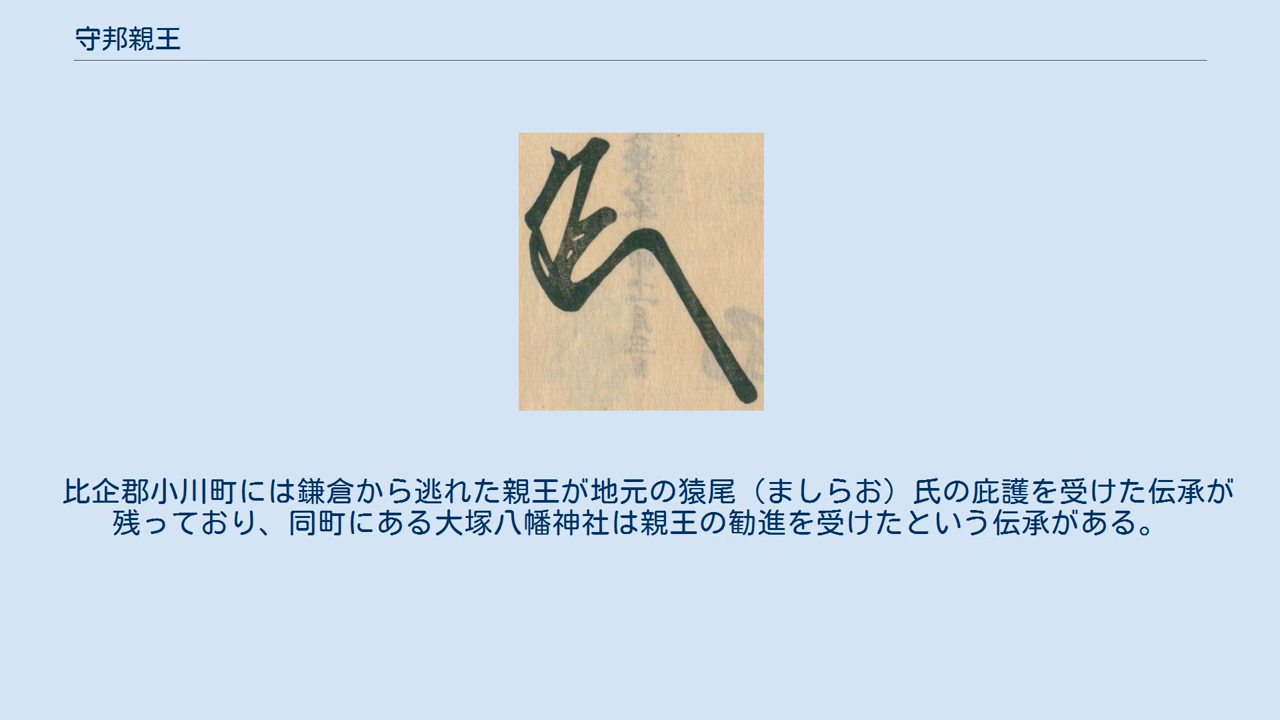 守邦親王
比企郡小川町には鎌倉から逃れた親王が地元の猿尾（ましらお）氏の庇護を受けた伝承が
残っており、同町にある大塚八幡神社は親王の勧進を受けたという伝承がある。